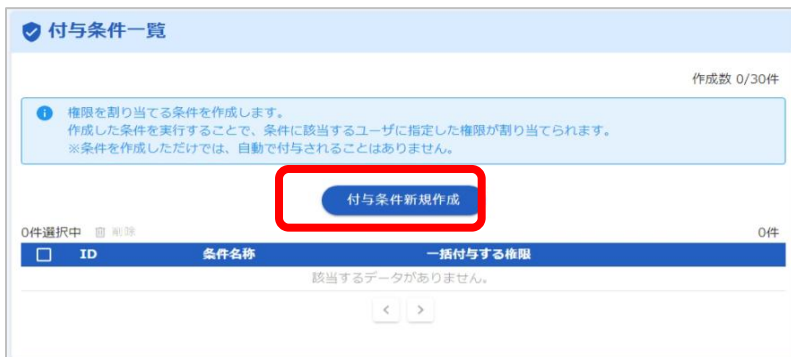 付与条件一覧
作成数 0/30件
権限を割り当てる条件を作成します。
作成した条件を実行することで、条件に該当するユーザに指定した権限が割り当てられます。
※条件を作成しただけでは、自動で付与されることはありません。
付与条件新規作成
0件選択中 削除 0件
ID 条件名称 一括付与する権限
該当するデータがありません。